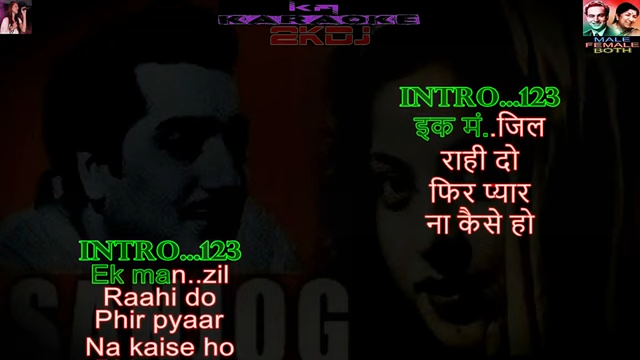 KA
KARAOKE
2KDJ
MALE
FEMALE
BOTH
INTRO...123
इक मं..जिल
राही दो
फिर प्यार
ना कैसे हो
INTRO...123
Ek man..zil
Raahi do
Phir pyaar
Na kaise ho